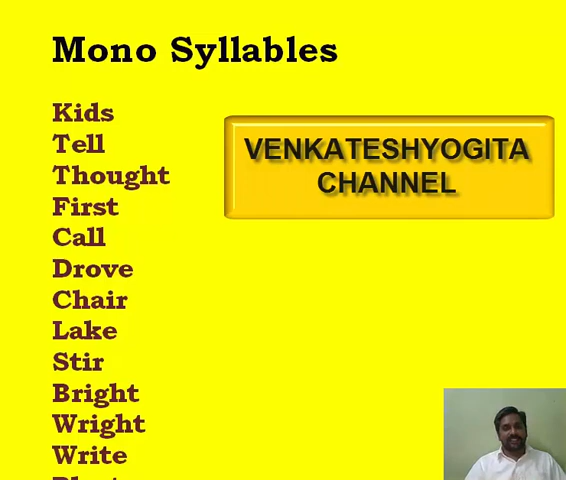 Mono Syllables
Kids
Tell
Thought
First
Call
Drove
Chair
Lake
Stir
Bright
Wright
Write
VENKATESHYOGITA
CHANNEL